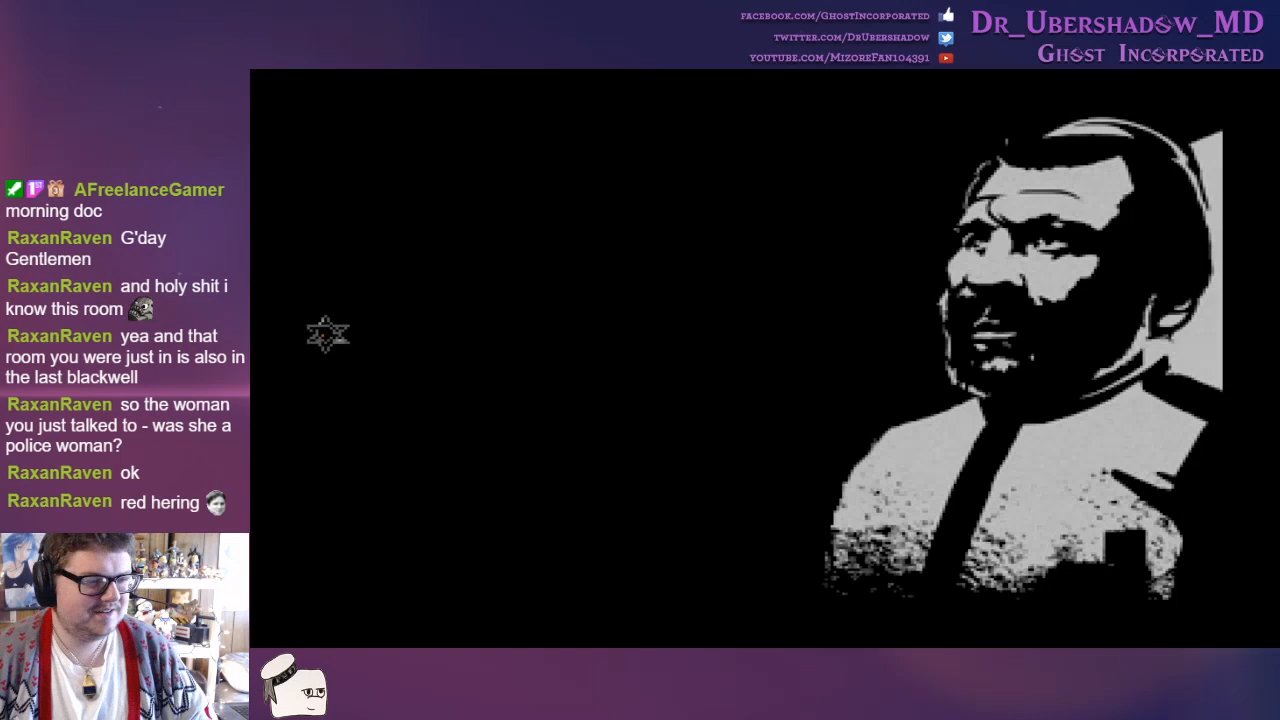 facebook.com/GhostIncorporated
twitter.com/DrUbershadow
youtube.com/MizoreFan104391
Dr_Ubershadow_MD
Ghost Incorporated
1ST AFreelanceGamer
morning doc
RaxanRaven G'day
Gentlemen
RaxanRaven and holy shit i
know this room
RaxanRaven yea and that
room you were just in is also in
the last blackwell
RaxanRaven so the woman
you just talked to - was she a
police woman?
RaxanRaven ok
RaxanRaven red hering